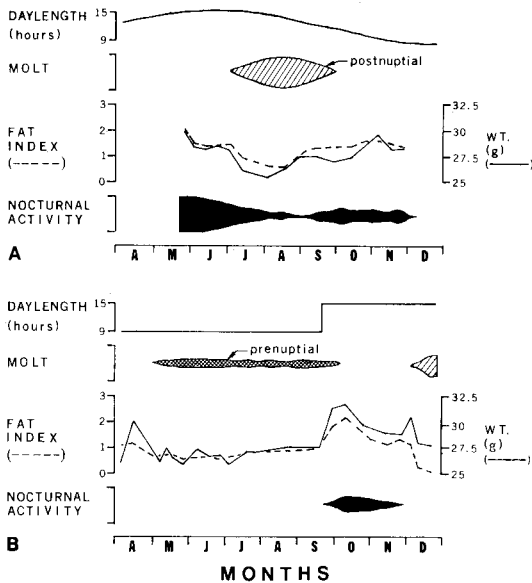 DAYLENGTH
(hours)
15
9
MOLT
postnuptial
FAT
INDEX
(-----)
3
2
1
0
32.5
30
27.5
25
WT.
(g)
(——)
NOCTURNAL
ACTIVITY
A
A M J J A S O N D
DAYLENGTH
(hours)
15
9
MOLT
prenuptial
FAT
INDEX
(-----)
3
2
1
0
32.5
30
27.5
25
WT.
(g)
(——)
NOCTURNAL
ACTIVITY
B
A M J J A S O N D
MONTHS